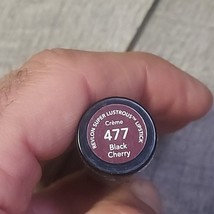 REVLON SUPER LUSTROUS™ LIPSTICK
Crème
477
Black
Cherry